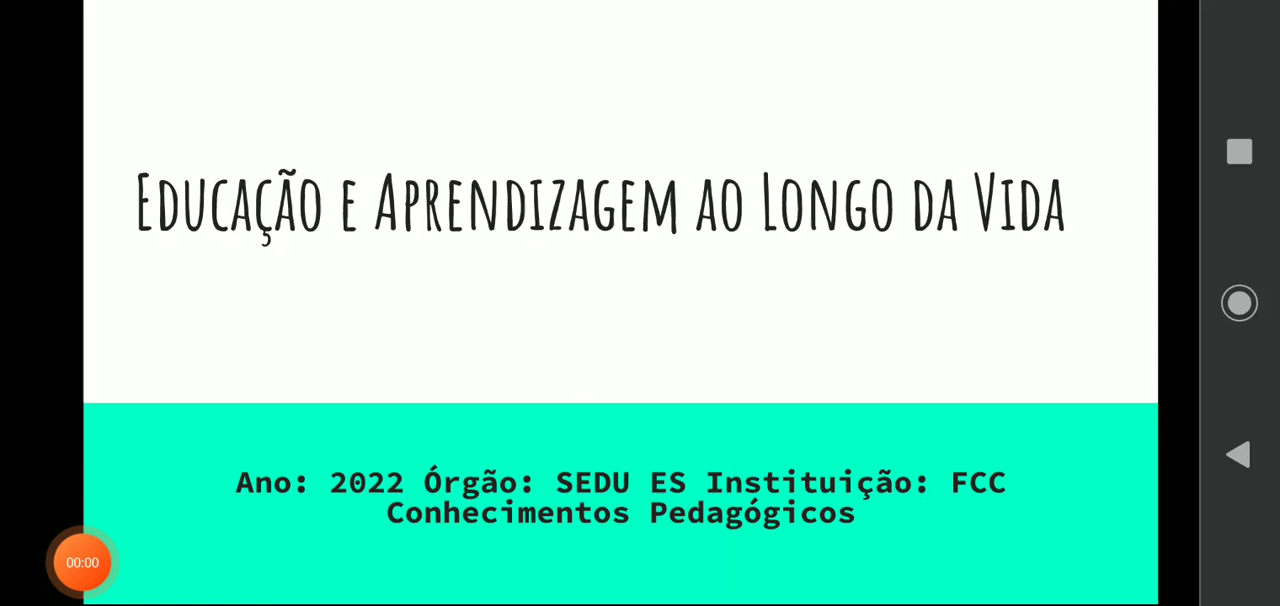 Educação e Aprendizagem ao Longo da Vida
Ano: 2022 Órgão: SEDU ES Instituição: FCC
Conhecimentos Pedagógicos
00:00